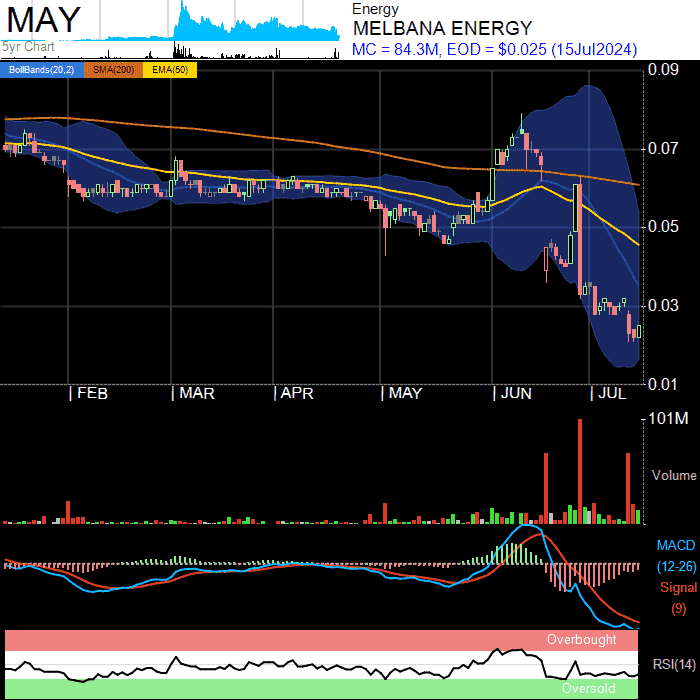 MAY
5yr Chart
Energy
MELBANA ENERGY
MC = 84.3M, EOD = $0.025 (15Jul2024)
BollBands(20,2) SMA(200) EMA(50)
0.09
0.07
0.05
0.03
0.01
| FEB | MAR | APR | MAY | JUN | JUL
101M
Volume
MACD
(12-26)
Signal
(9)
Overbought
RSI(14)
Oversold